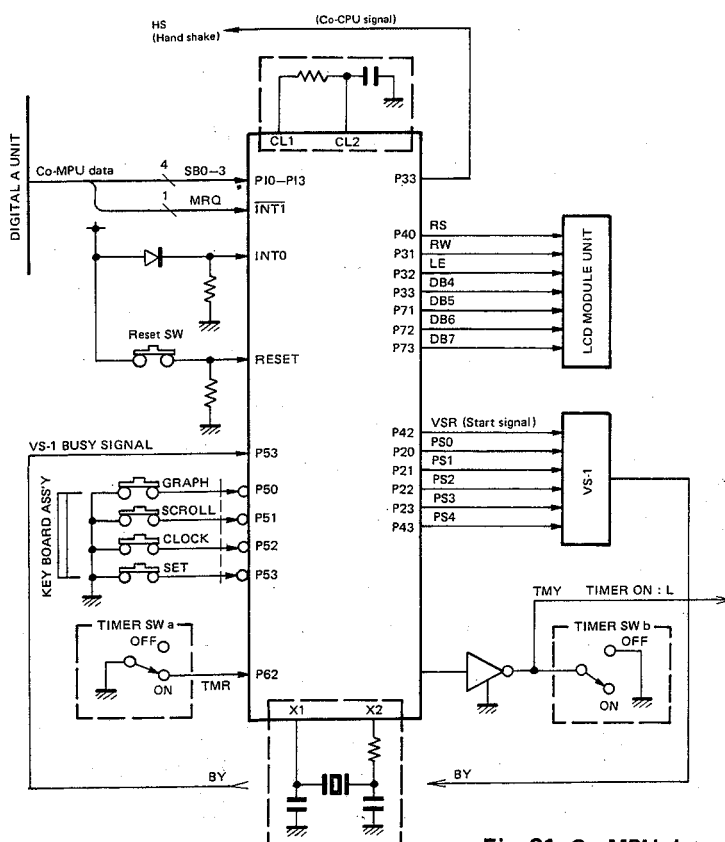 HS
(Hand shake)
(Co-CPU signal)
CL1
CL2
DIGITAL A UNIT
Co-MPU data
4
SB0—3
PI0—PI3
1
MRQ
INT1
INT0
Reset SW
RESET
VS-1 BUSY SIGNAL
P53
KEY BOARD ASS'Y
GRAPH
P50
SCROLL
P51
CLOCK
P52
SET
P53
TIMER SW a
OFF
ON
TMR
P62
X1
X2
BY
P33
P40
RS
P31
RW
P32
LE
P33
DB4
P71
DB5
P72
DB6
P73
DB7
LCD MODULE UNIT
P42
VSR (Start signal)
P20
PS0
P21
PS1
P22
PS2
P23
PS3
P43
PS4
VS-1
TMY
TIMER ON : L
TIMER SW b
OFF
ON
BY